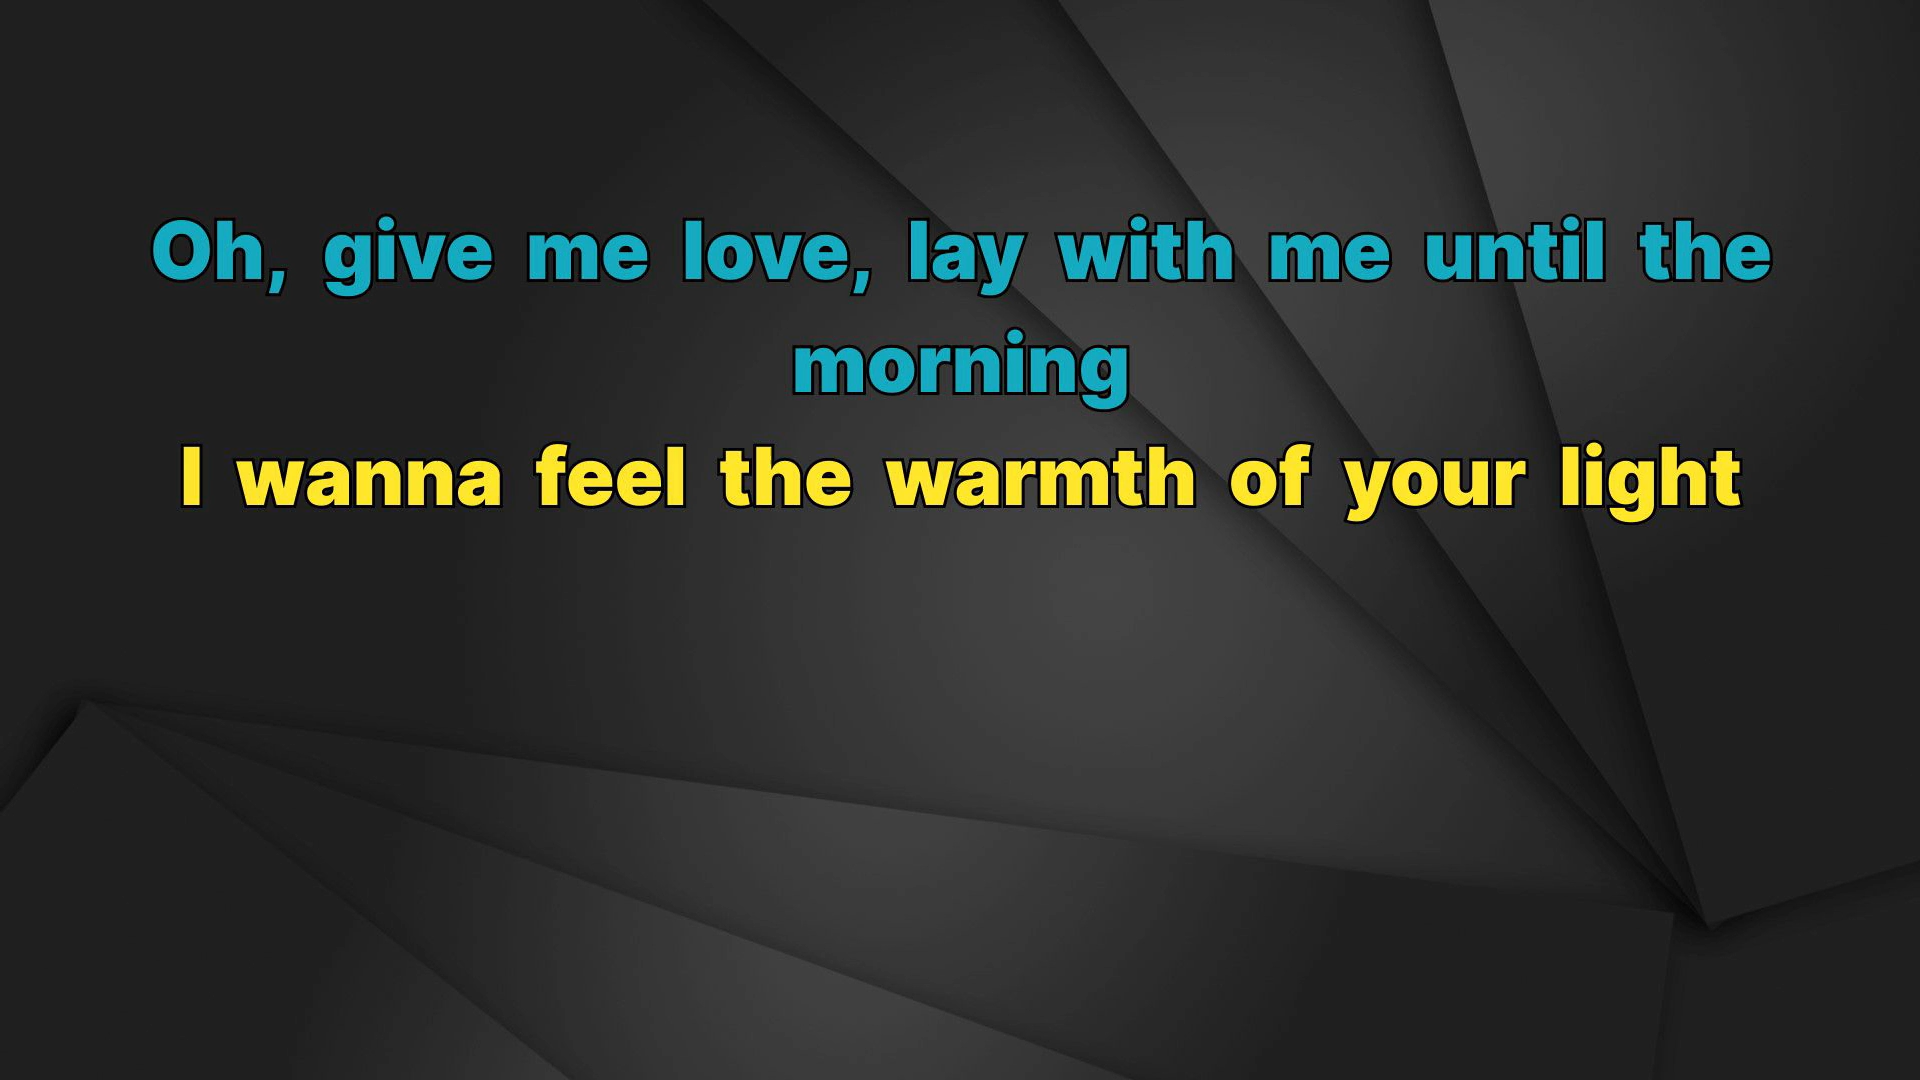 Oh, give me love, lay with me until the
morning
I wanna feel the warmth of your light